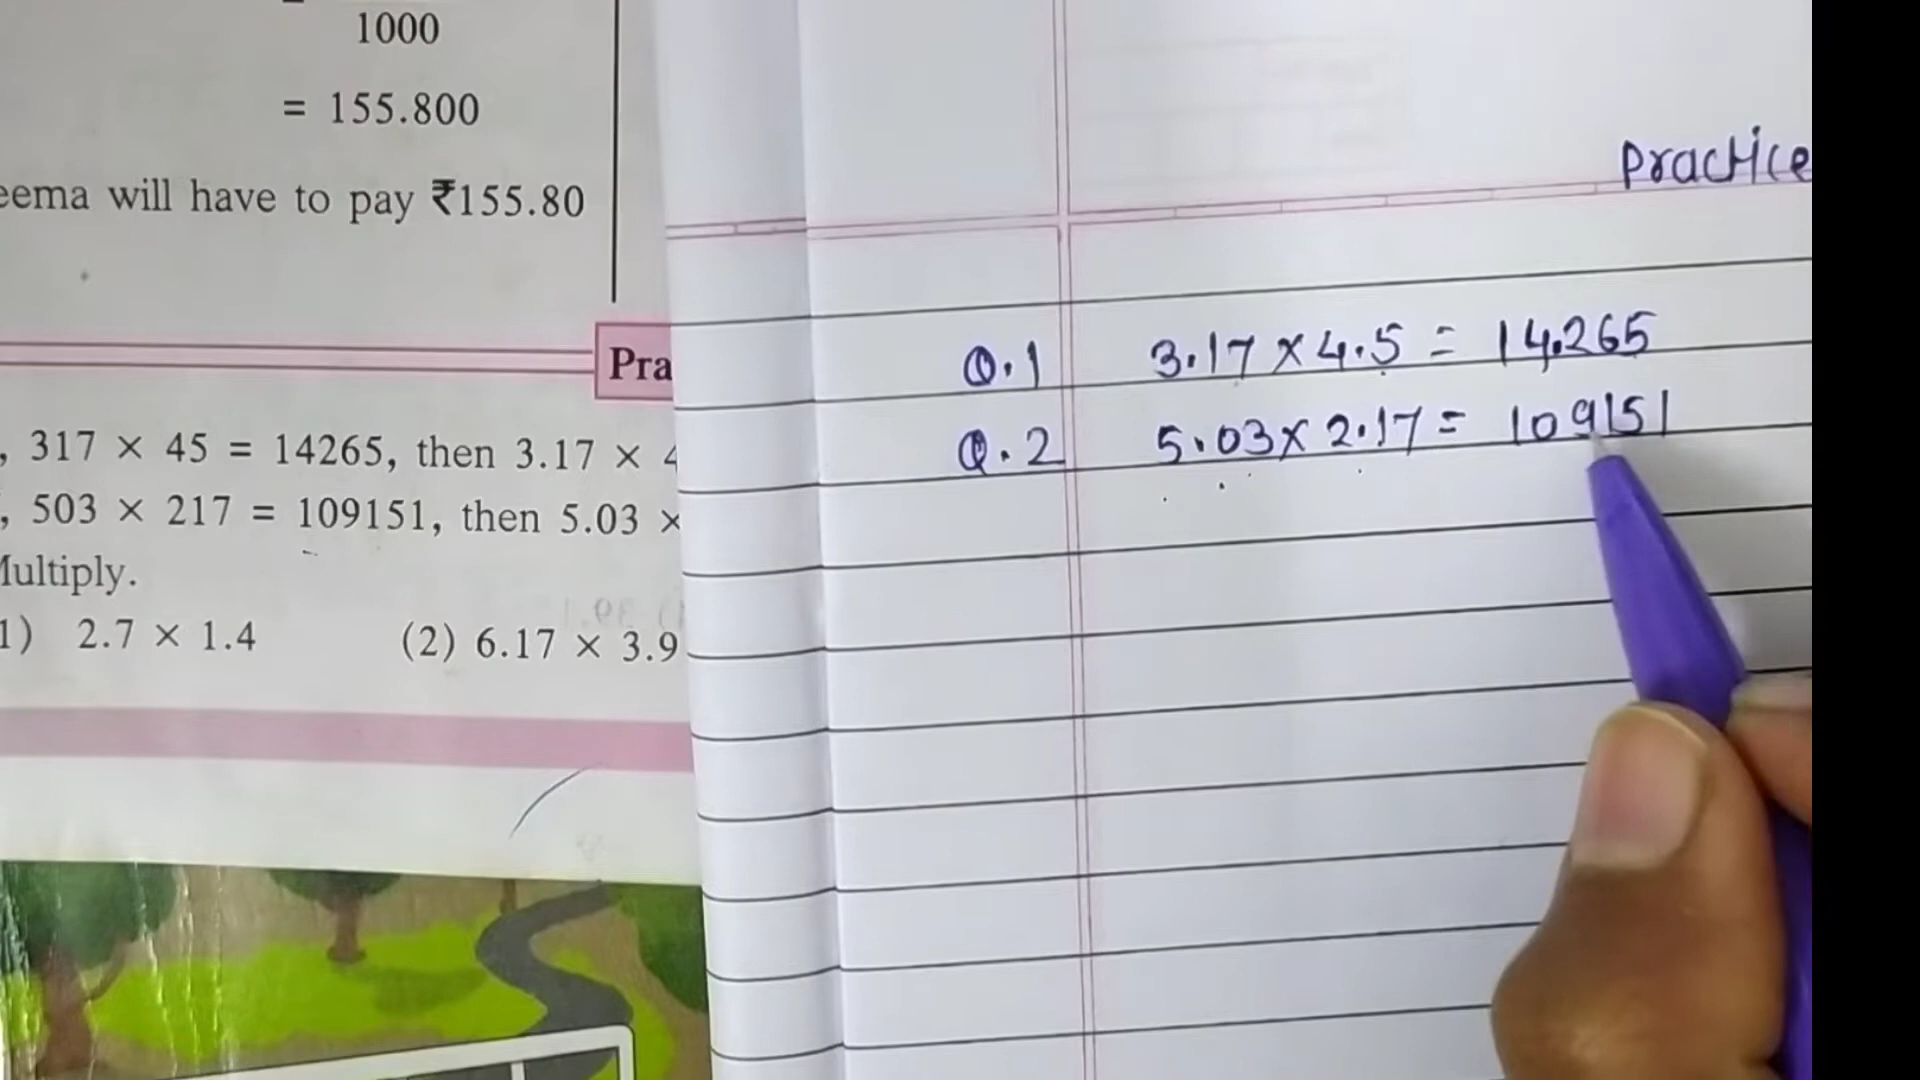 1000
= 155.800
will have to pay ₹155.80
Practice
Q.1 3.17 × 4.5 = 14.265
Q.2 5.03 × 2.17 = 109151
Pra
, 317 × 45 = 14265, then 3.17 ×
, 503 × 217 = 109151, then 5.03 ×
ultiply.
1) 2.7 × 1.4 (2) 6.17 × 3.9